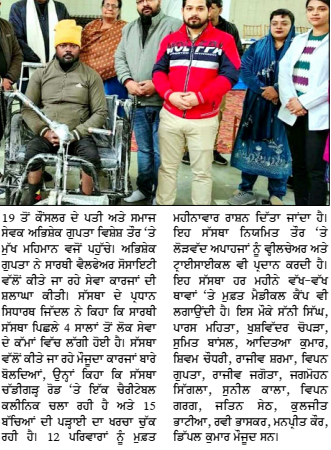 19 ਤੋਂ ਕੌਂਸਲਰ ਦੇ ਪਤੀ ਅਤੇ ਸਮਾਜ
ਸੇਵਕ ਅਭਿਸ਼ੇਕ ਗੁਪਤਾ ਵਿਸ਼ੇਸ਼ ਤੌਰ 'ਤੇ
ਮੁੱਖ ਮਹਿਮਾਨ ਵਜੋਂ ਪਹੁੰਚੇ। ਅਭਿਸ਼ੇਕ
ਗੁਪਤਾ ਨੇ ਸਾਰਥੀ ਵੈਲਫੇਅਰ ਸੋਸਾਇਟੀ
ਵੱਲੋਂ ਕੀਤੇ ਜਾ ਰਹੇ ਸੇਵਾ ਕਾਰਜਾਂ ਦੀ
ਸ਼ਲਾਘਾ ਕੀਤੀ। ਸੰਸਥਾ ਦੇ ਪ੍ਰਧਾਨ
ਸਿਧਾਰਥ ਜਿੰਦਲ ਨੇ ਕਿਹਾ ਕਿ ਸਾਰਥੀ
ਸੰਸਥਾ ਪਿਛਲੇ 4 ਸਾਲਾਂ ਤੋਂ ਲੋਕ ਸੇਵਾ
ਦੇ ਕੰਮਾਂ ਵਿੱਚ ਲੱਗੀ ਹੋਈ ਹੈ। ਸੰਸਥਾ
ਵੱਲੋਂ ਕੀਤੇ ਜਾ ਰਹੇ ਮੌਜੂਦਾ ਕਾਰਜਾਂ ਬਾਰੇ
ਬੋਲਦਿਆਂ, ਉਨ੍ਹਾਂ ਕਿਹਾ ਕਿ ਸੰਸਥਾ
ਚੰਡੀਗੜ੍ਹ ਰੋਡ 'ਤੇ ਇੱਕ ਚੈਰੀਟੇਬਲ
ਕਲੀਨਿਕ ਚਲਾ ਰਹੀ ਹੈ ਅਤੇ 15
ਬੱਚਿਆਂ ਦੀ ਪੜ੍ਹਾਈ ਦਾ ਖਰਚਾ ਚੁੱਕ
ਰਹੀ ਹੈ। 12 ਪਰਿਵਾਰਾਂ ਨੂੰ ਮੁਫ਼ਤ
ਮਹੀਨਾਵਾਰ ਰਾਸ਼ਨ ਦਿੱਤਾ ਜਾਂਦਾ ਹੈ।
ਇਹ ਸੰਸਥਾ ਨਿਯਮਿਤ ਤੌਰ 'ਤੇ
ਲੋੜਵੰਦ ਅਪਾਹਜਾਂ ਨੂੰ ਵ੍ਹੀਲਚੇਅਰ ਅਤੇ
ਟ੍ਰਾਈਸਾਈਕਲ ਵੀ ਪ੍ਰਦਾਨ ਕਰਦੀ ਹੈ।
ਇਹ ਸੰਸਥਾ ਹਰ ਮਹੀਨੇ ਵੱਖ-ਵੱਖ
ਥਾਵਾਂ 'ਤੇ ਮੁਫ਼ਤ ਮੈਡੀਕਲ ਕੈਂਪ ਵੀ
ਲਗਾਉਂਦੀ ਹੈ। ਇਸ ਮੌਕੇ ਸੰਨੀ ਸਿੰਘ,
ਪਾਰਸ ਮਹਿਤਾ, ਖੁਸ਼ਵਿੰਦਰ ਚੋਪੜਾ,
ਸੁਮਿਤ ਬਾਂਸਲ, ਆਦਿਤਿਆ ਕੁਮਾਰ,
ਸ਼ਿਵਮ ਚੌਧਰੀ, ਰਾਜੀਵ ਸ਼ਰਮਾ, ਵਿਪਨ
ਗੁਪਤਾ, ਰਾਜੀਵ ਜਗੋਤਾ, ਜਗਮੋਹਨ
ਸਿੰਗਲਾ, ਸੁਨੀਲ ਕਾਲਾ, ਵਿਪਨ
ਗਰਗ, ਜਤਿਨ ਸੇਠ, ਕੁਲਜੀਤ
ਭਾਟੀਆ, ਰਵੀ ਭਾਸਕਰ, ਮਨਪ੍ਰੀਤ ਕੌਰ,
ਡਿੰਪਲ ਕੁਮਾਰ ਮੌਜੂਦ ਸਨ।